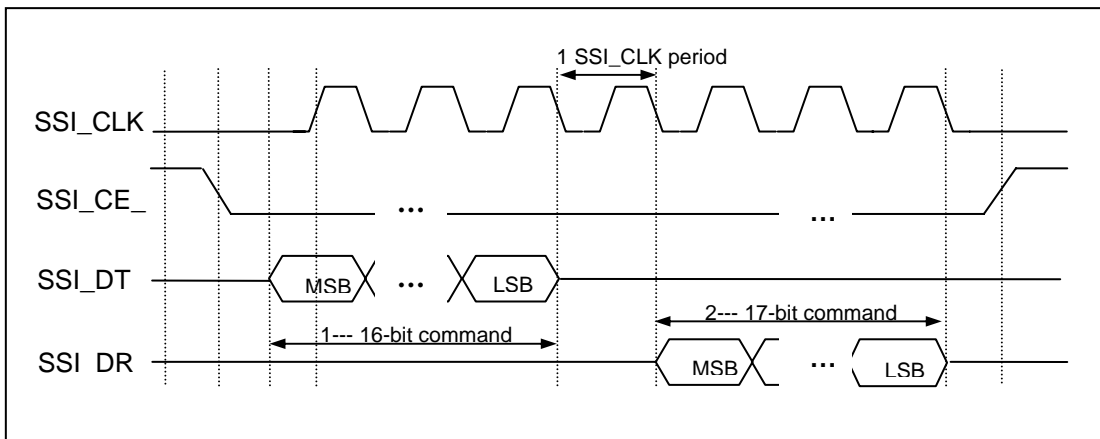 1 SSI_CLK period
SSI_CLK
SSI_CE_
...
...
SSI_DT
MSB
...
LSB
1--- 16-bit command
2--- 17-bit command
SSI DR
MSB
...
LSB